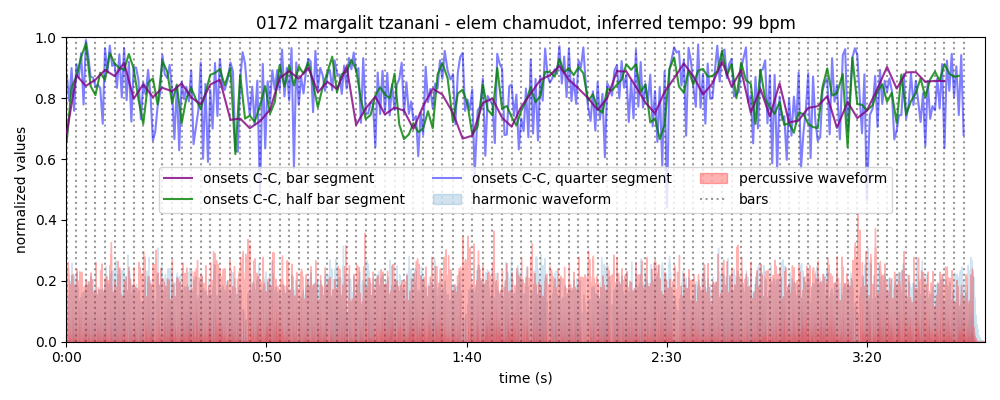 0172 margalit tzanani - elem chamudot, inferred tempo: 99 bpm
1.0
0.8
0.6
0.4
0.2
0.0
normalized values
onsets C-C, bar segment
onsets C-C, half bar segment
onsets C-C, quarter segment
harmonic waveform
percussive waveform
bars
0:00 0:50 1:40 2:30 3:20
time (s)